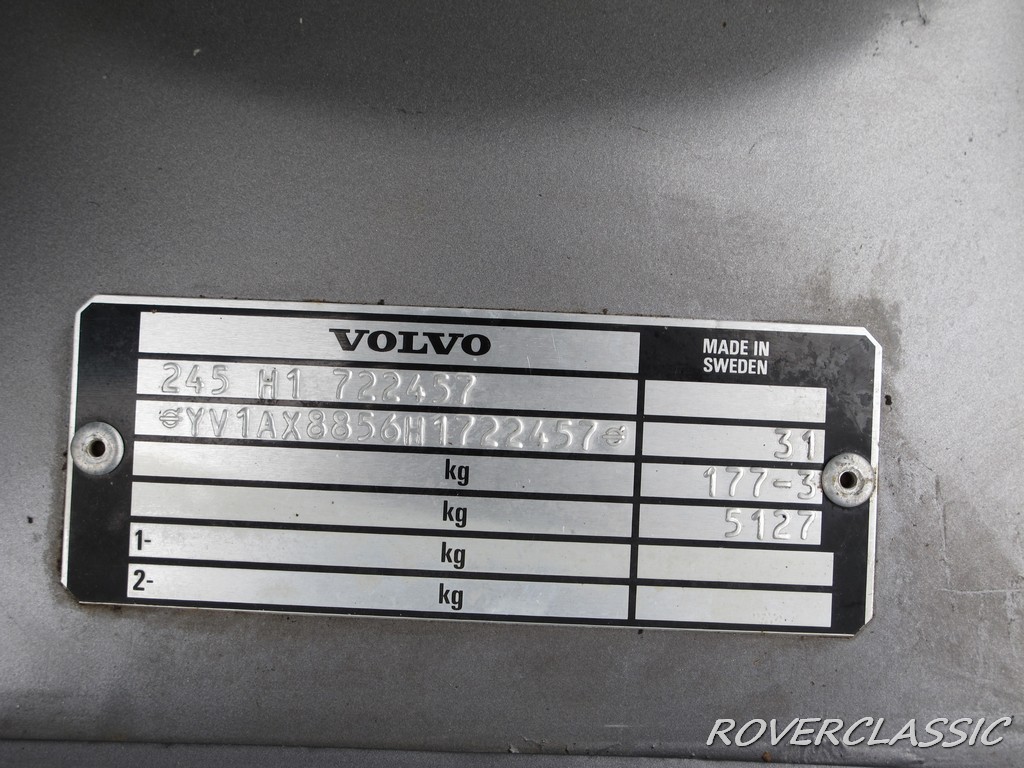 VOLVO
MADE IN
SWEDEN
245 H1 722457
YV1AX8856H1722457
31
kg
177-3
kg
5127
1- kg
2- kg
ROVERCLASSIC